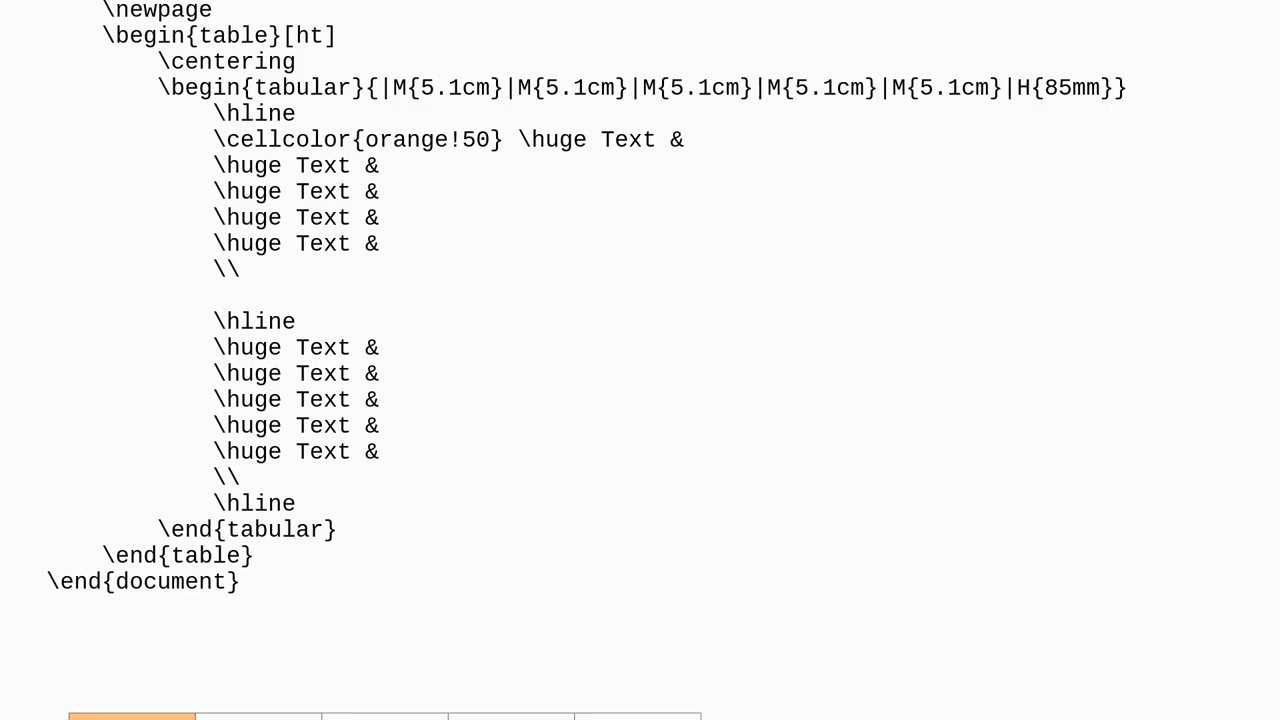 \newpage
\begin{table}[ht]
\centering
\begin{tabular}{|M{5.1cm}|M{5.1cm}|M{5.1cm}|M{5.1cm}|M{5.1cm}|H{85mm}}
\hline
\cellcolor{orange!50} \huge Text &
\huge Text &
\huge Text &
\huge Text &
\huge Text &
\\
\hline
\huge Text &
\huge Text &
\huge Text &
\huge Text &
\huge Text &
\\
\hline
\end{tabular}
\end{table}
\end{document}